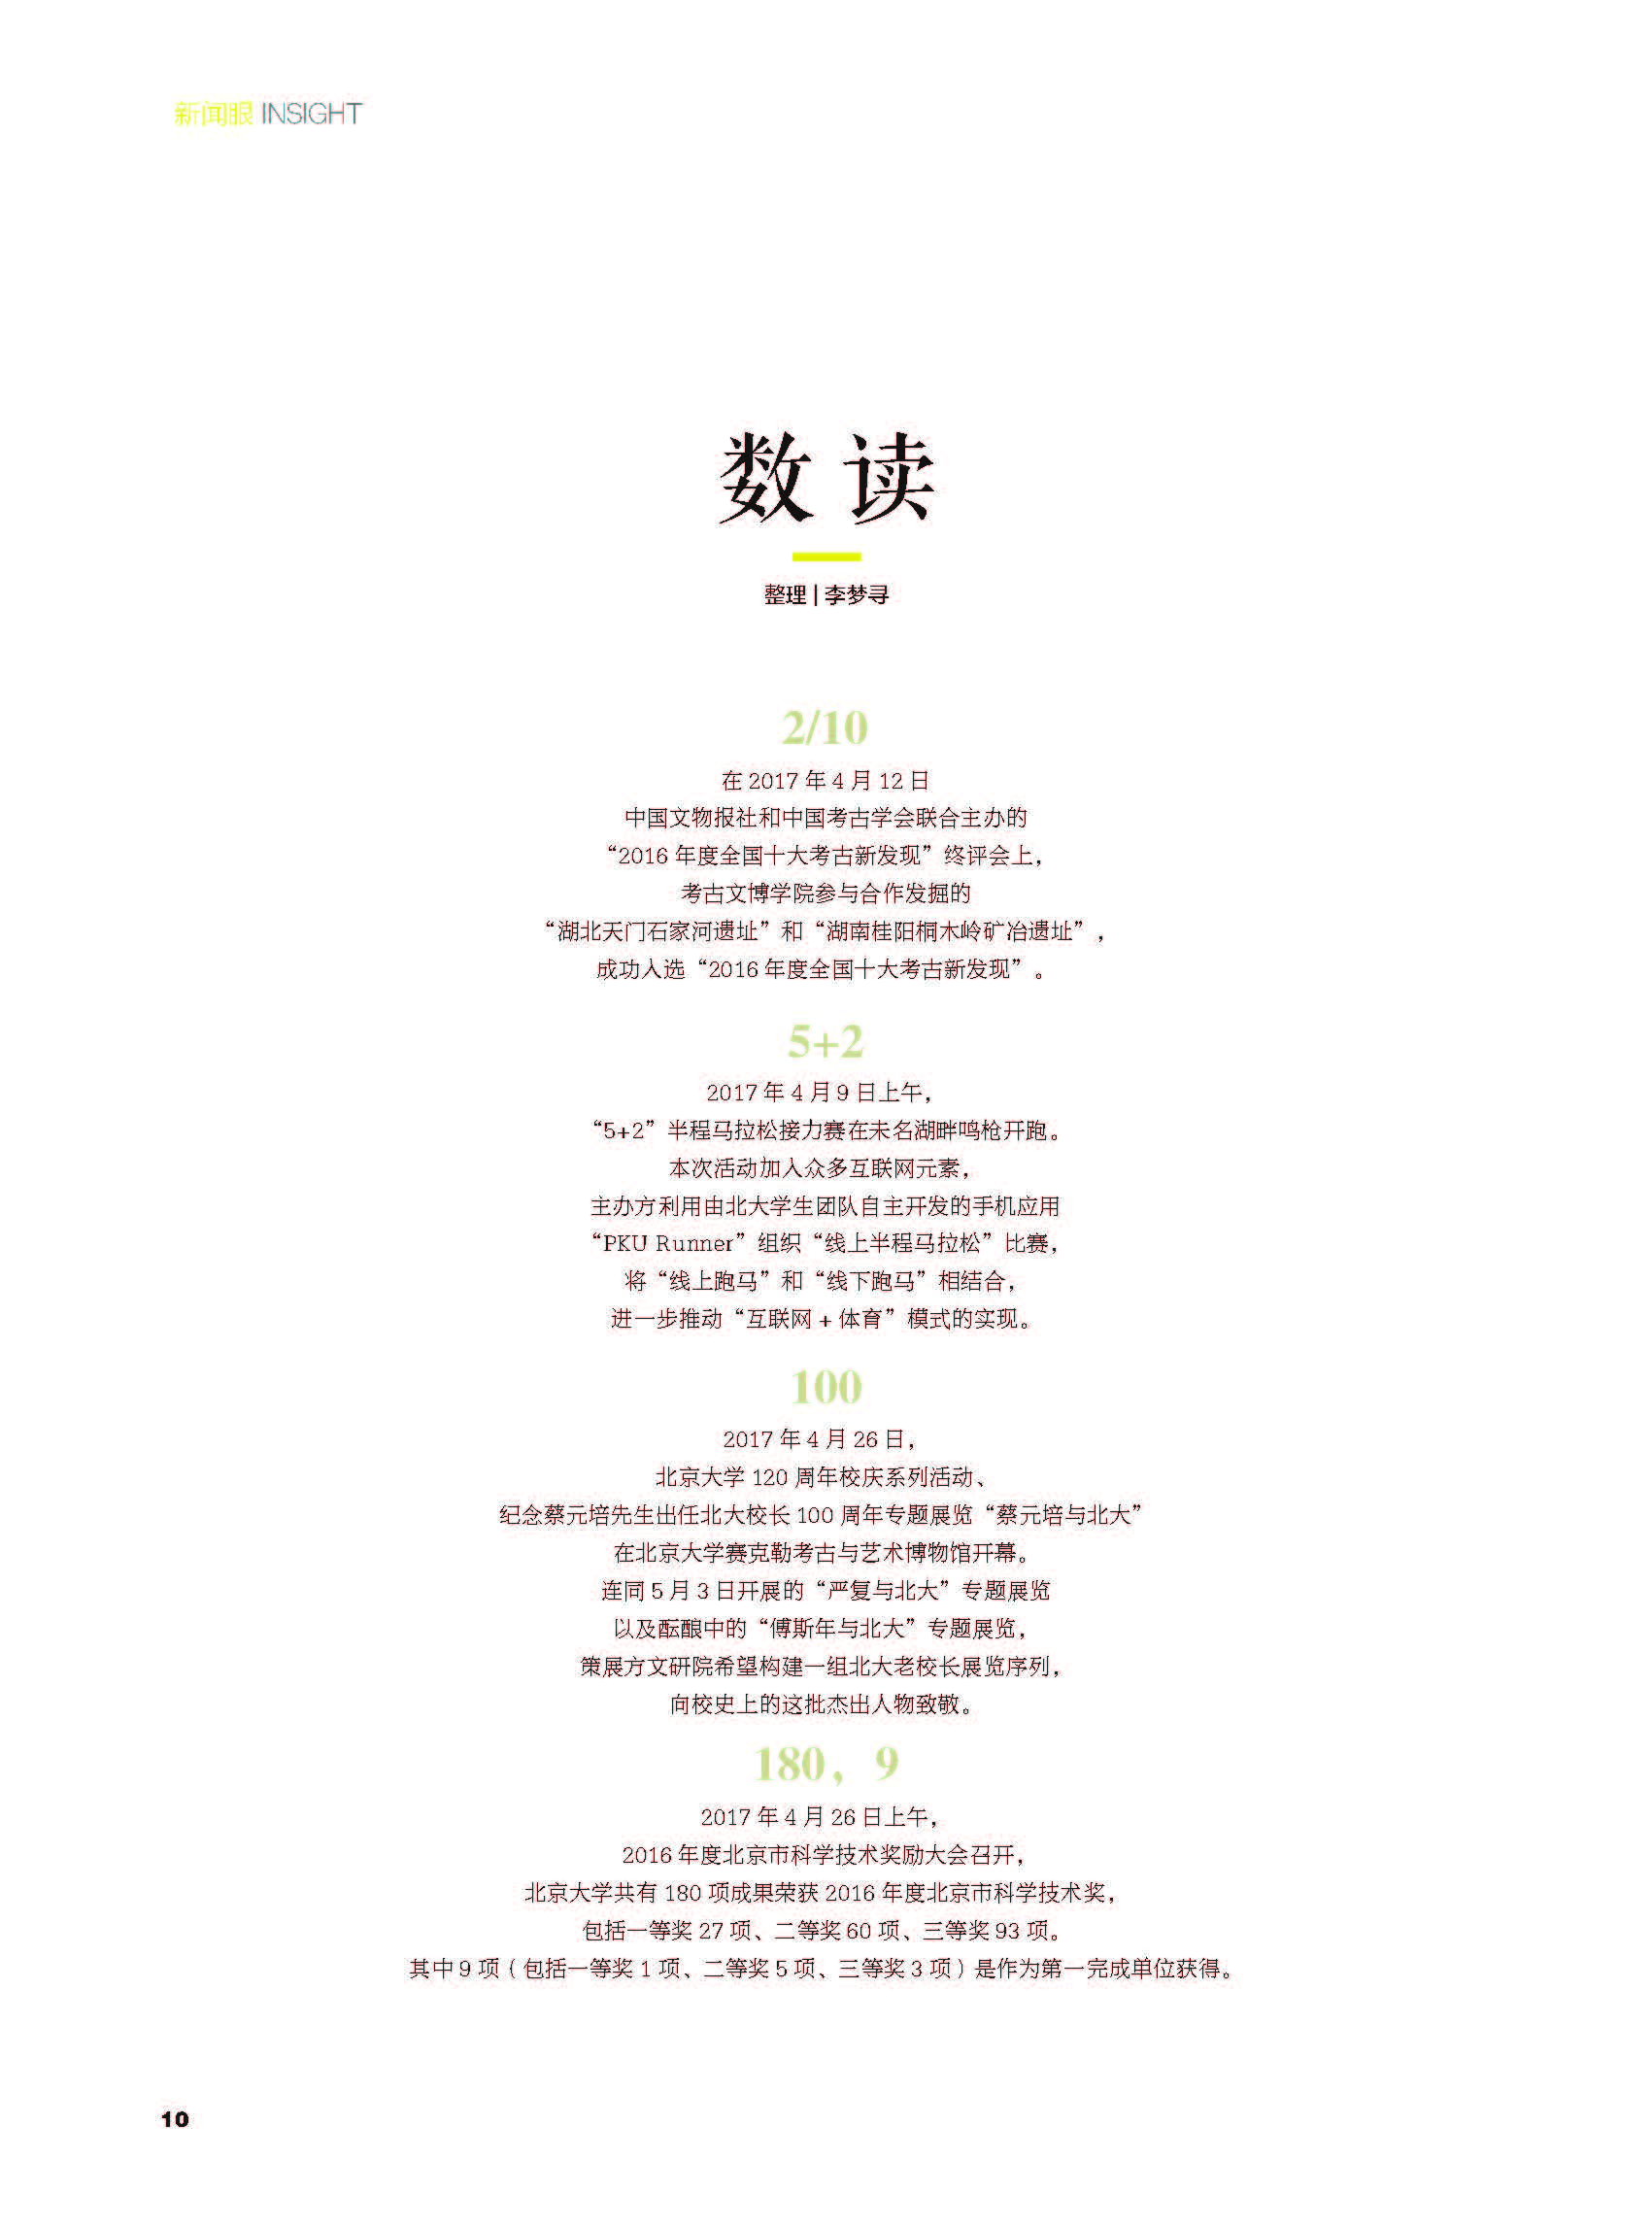 新闻眼 INSIGHT
数 读
整理 | 李梦寻
2/10
在 2017 年 4 月 12 日
中国文物报社和中国考古学会联合主办的
“2016 年度全国十大考古新发现”终评会上，
考古文博学院参与合作发掘的
“湖北天门石家河遗址”和“湖南桂阳桐木岭矿冶遗址”，
成功入选“2016 年度全国十大考古新发现”。
5+2
2017 年 4 月 9 日上午，
“5+2”半程马拉松接力赛在未名湖畔鸣枪开跑。
本次活动加入众多互联网元素，
主办方利用由北大学生团队自主开发的手机应用
“PKU Runner”组织“线上半程马拉松”比赛，
将“线上跑马”和“线下跑马”相结合，
进一步推动“互联网 + 体育”模式的实现。
100
2017 年 4 月 26 日，
北京大学 120 周年校庆系列活动、
纪念蔡元培先生出任北大校长 100 周年专题展览“蔡元培与北大”
在北京大学赛克勒考古与艺术博物馆开幕。
连同 5 月 3 日开展的“严复与北大”专题展览
以及酝酿中的“傅斯年与北大”专题展览，
策展方文研院希望构建一组北大老校长展览序列，
向校史上的这批杰出人物致敬。
180，9
2017 年 4 月 26 日上午，
2016 年度北京市科学技术奖励大会召开，
北京大学共有 180 项成果荣获 2016 年度北京市科学技术奖，
包括一等奖 27 项、二等奖 60 项、三等奖 93 项。
其中 9 项（包括一等奖 1 项、二等奖 5 项、三等奖 3 项）是作为第一完成单位获得。
10